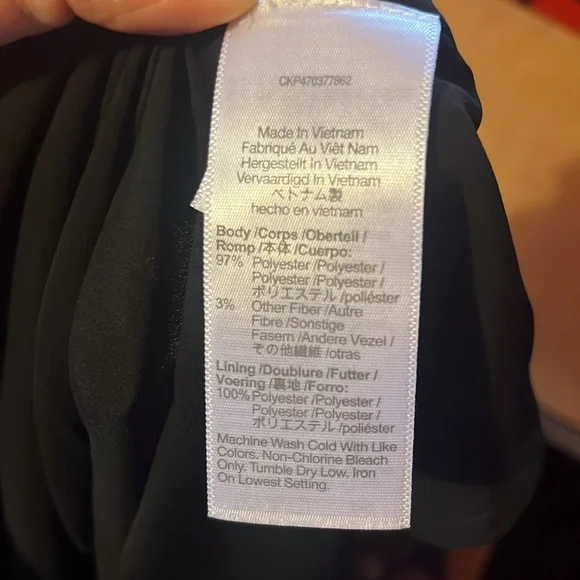 CKP470377862
Made In Vietnam
Fabriqué Au Viêt Nam
Hergestellt In Vietnam
Vervaardigd In Vietnam
ベトナム製
hecho en vietnam
Body /Corps /Obertell /
Romp /本体 /Cuerpo:
97% Polyester /Polyester /
Polyester /Polyester /
ポリエステル /poliéster
3% Other Fiber /Autre
Fibre /Sonstige
Fasern /Andere Vezel /
その他繊維 /otras
Lining /Doublure /Futter /
Voering /裏地 /Forro:
100% Polyester /Polyester /
Polyester /Polyester /
ポリエステル /poliéster
Machine Wash Cold With Like
Colors. Non-Chlorine Bleach
Only. Tumble Dry Low. Iron
On Lowest Setting.